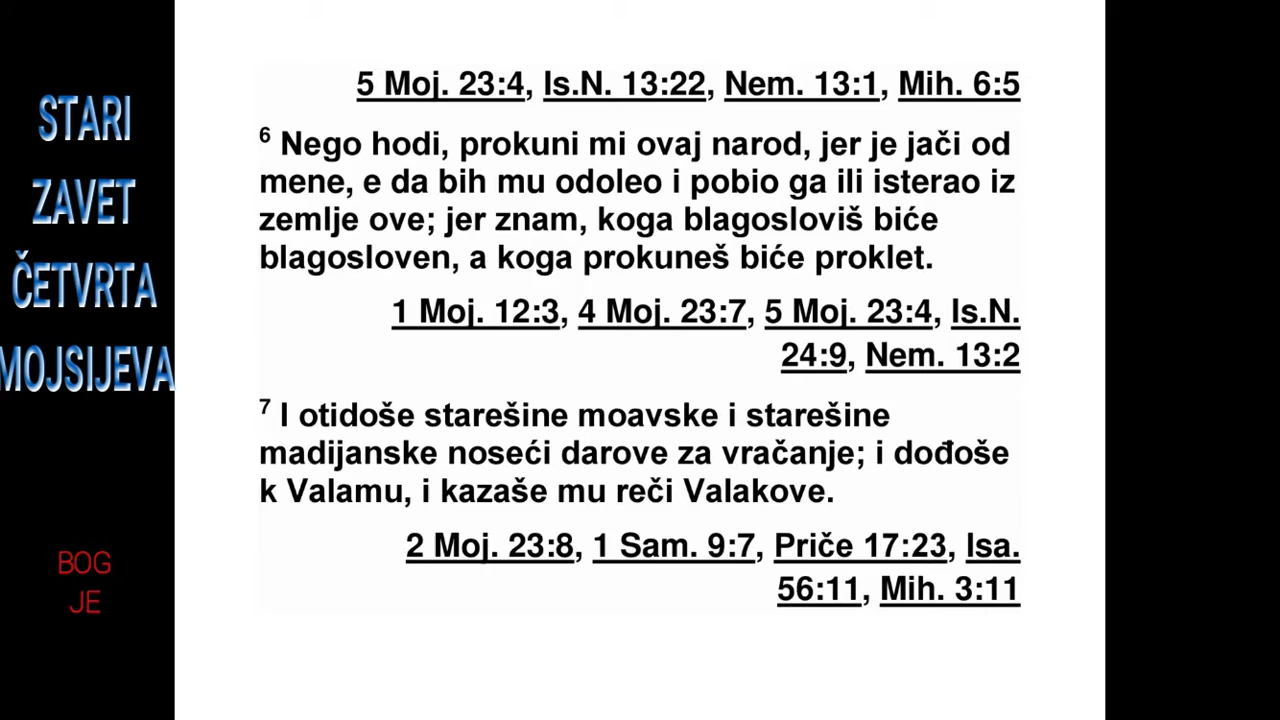 STARI
ZAVET
ČETVRTA
MOJSIJEVA
BOG
JE
5 Moj. 23:4, Is.N. 13:22, Nem. 13:1, Mih. 6:5
6 Nego hodi, prokuni mi ovaj narod, jer je jači od
mene, e da bih mu odoleo i pobio ga ili isterao iz
zemlje ove; jer znam, koga blagosloviš biće
blagosloven, a koga prokuneš biće proklet.
1 Moj. 12:3, 4 Moj. 23:7, 5 Moj. 23:4, Is.N.
24:9, Nem. 13:2
7 I otidoše starešine moavske i starešine
madijanske noseći darove za vračanje; i dođoše
k Valamu, i kazaše mu reči Valakove.
2 Moj. 23:8, 1 Sam. 9:7, Priče 17:23, Isa.
56:11, Mih. 3:11